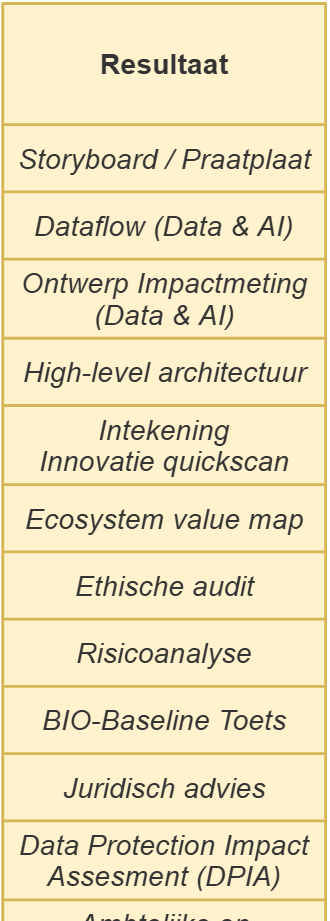 Resultaat
Storyboard / Praatplaat
Dataflow (Data & AI)
Ontwerp Impactmeting
(Data & AI)
High-level architectuur
Intekening
Innovatie quickscan
Ecosystem value map
Ethische audit
Risicoanalyse
BIO-Baseline Toets
Juridisch advies
Data Protection Impact
Assesment (DPIA)
Ambtelijke en